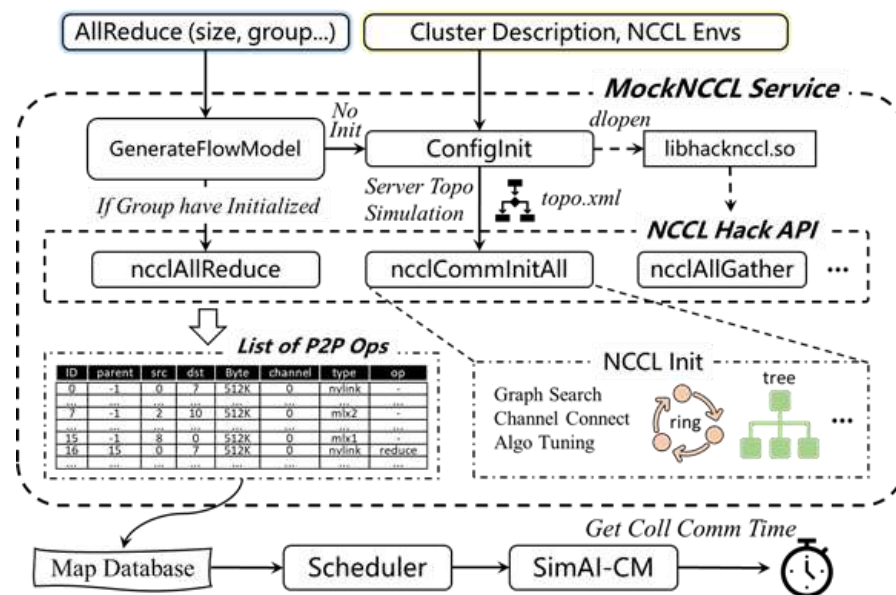 AllReduce (size, group...)
Cluster Description, NCCL Envs
MockNCCL Service
No
Init
dlopen
GenerateFlowModel
ConfigInit
libhacknccl.so
If Group have Initialized
Server Topo
Simulation
topo.xml
NCCL Hack API
ncclAllReduce
ncclCommInitAll
ncclAllGather
...
List of P2P Ops
ID parent src dst Byte channel type op
0 -1 0 7 512K 0 nvlink -
... ... ... ... ... ... ... ...
7 -1 2 10 512K 0 mlx2 -
... ... ... ... ... ... ... ...
15 -1 8 0 512K 0 mlx1 -
16 15 0 7 512K 0 nvlink reduce
... ... ... ... ... ... ... ...
NCCL Init
Graph Search
Channel Connect
Algo Tuning
ring
tree
...
Get Coll Comm Time
Map Database
Scheduler
SimAI-CM